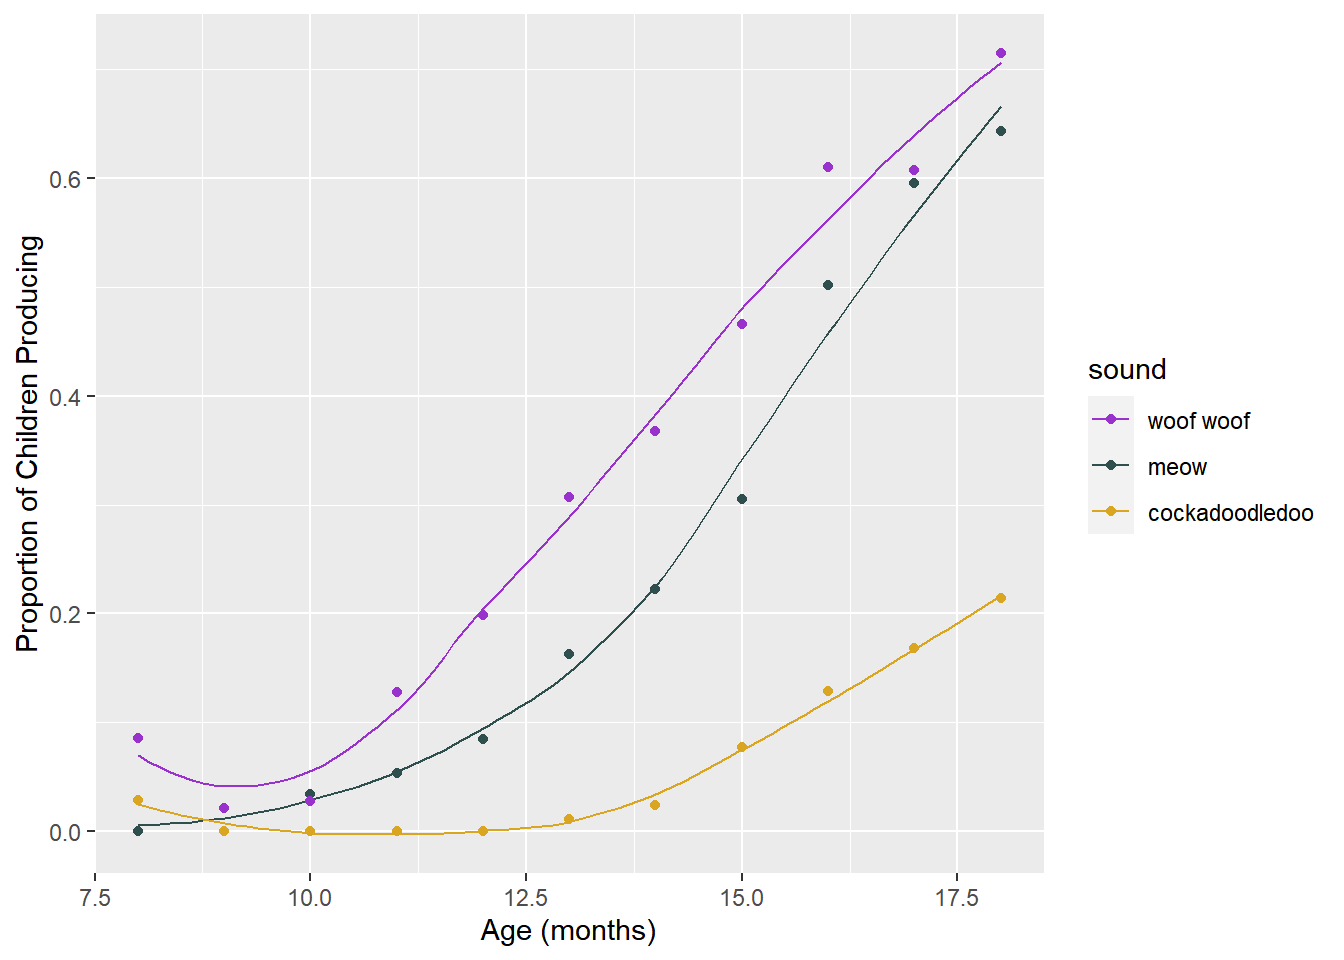 Proportion of Children Producing
0.6
0.4
0.2
0.0
7.5 10.0 12.5 15.0 17.5
Age (months)
sound
woof woof
meow
cockadoodledoo